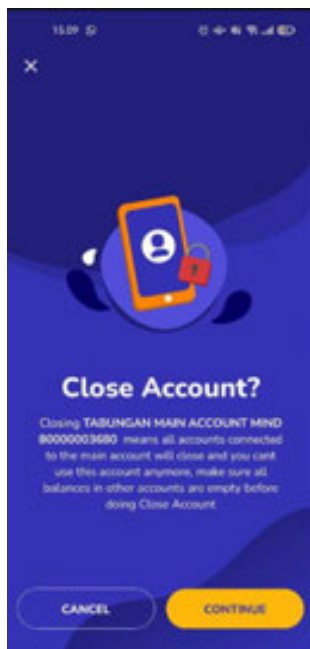 15.09
Close Account?
Closing TABUNGAN MAIN ACCOUNT MIND
80000003680 means all accounts connected
to the main account will close and you cant
use this account anymore, make sure all
balances in other accounts are empty before
doing Close Account
CANCEL
CONTINUE